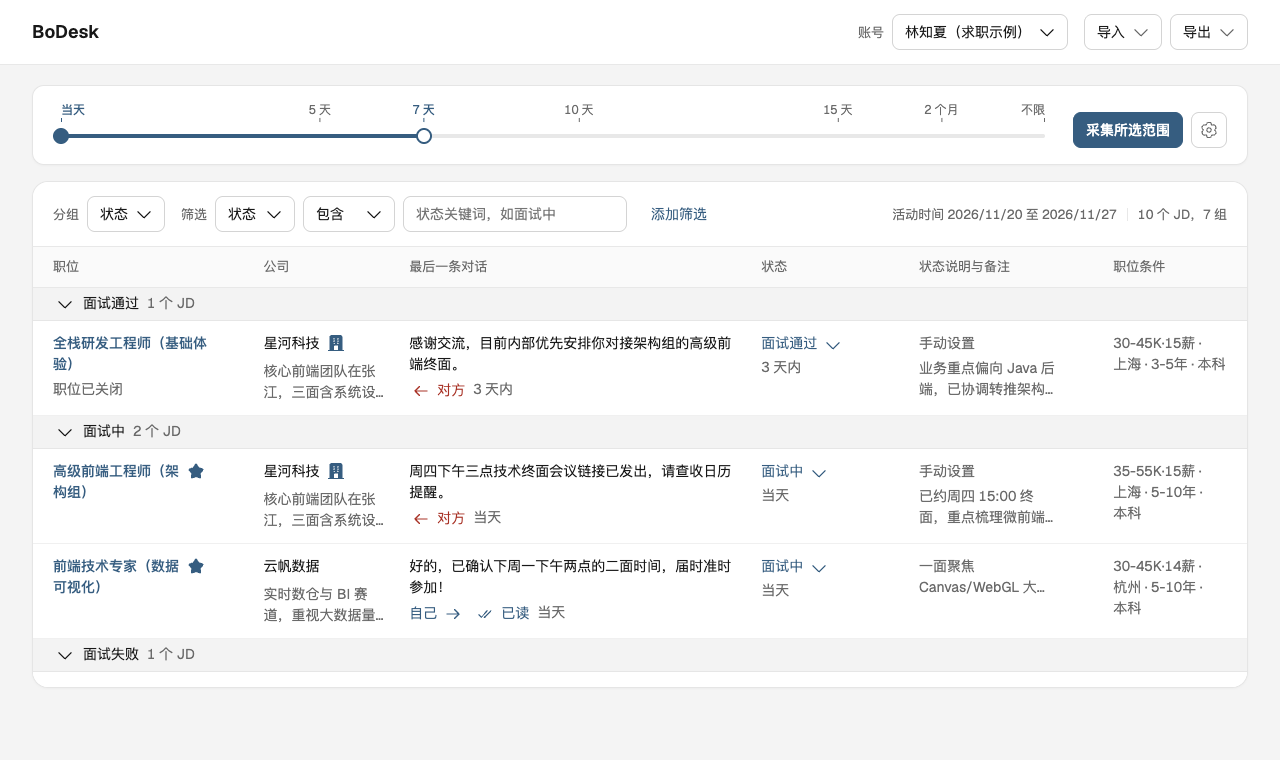 BoDesk
账号 林知夏（求职示例） 导入 导出
当天 5 天 7 天 10 天 15 天 2 个月 不限
采集所选范围
分组 状态 筛选 状态 包含 状态关键词，如面试中 添加筛选 活动时间 2026/11/20 至 2026/11/27 10 个 JD，7 组
职位 公司 最后一条对话 状态 状态说明与备注 职位条件
面试通过 1 个 JD
全栈研发工程师（基础体
验）
职位已关闭
星河科技
核心前端团队在张
江，三面含系统设…
感谢交流，目前内部优先安排你对接架构组的高级前
端终面。
对方 3 天内
面试通过
3 天内
手动设置
业务重点偏向 Java 后
端，已协调转推架构…
30-45K·15薪 ·
上海 · 3-5年 · 本科
面试中 2 个 JD
高级前端工程师（架
构组）
星河科技
核心前端团队在张
江，三面含系统设…
周四下午三点技术终面会议链接已发出，请查收日历
提醒。
对方 当天
面试中
当天
手动设置
已约周四 15:00 终
面，重点梳理微前端…
35-55K·15薪 ·
上海 · 5-10年 ·
本科
前端技术专家（数据
可视化）
云帆数据
实时数仓与 BI 赛
道，重视大数据量…
好的，已确认下周一下午两点的二面时间，届时准时
参加！
自己 已读 当天
面试中
当天
一面聚焦
Canvas/WebGL 大…
30-45K·14薪 ·
杭州 · 5-10年 ·
本科
面试失败 1 个 JD